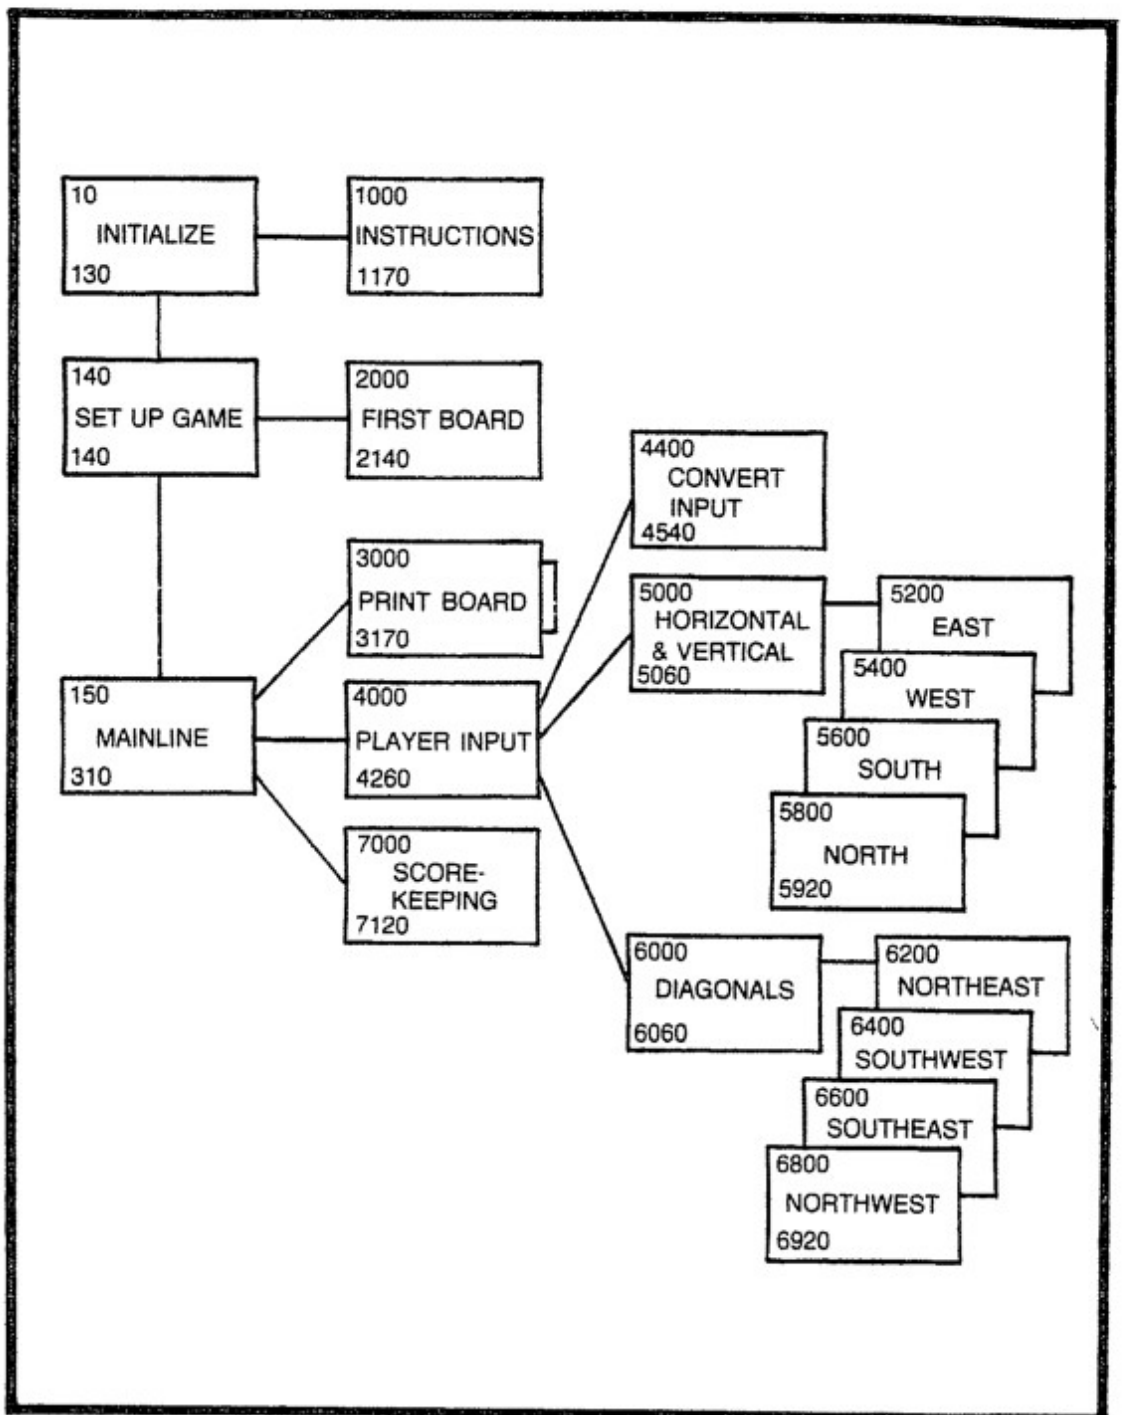 10
INITIALIZE
130
1000
INSTRUCTIONS
1170
140
SET UP GAME
140
2000
FIRST BOARD
2140
3000
PRINT BOARD
3170
150
MAINLINE
310
4000
PLAYER INPUT
4260
7000
SCORE-
KEEPING
7120
4400
CONVERT
INPUT
4540
5000
HORIZONTAL
& VERTICAL
5060
5200
EAST
5400
WEST
5600
SOUTH
5800
NORTH
5920
6000
DIAGONALS
6060
6200
NORTHEAST
6400
SOUTHWEST
6600
SOUTHEAST
6800
NORTHWEST
6920